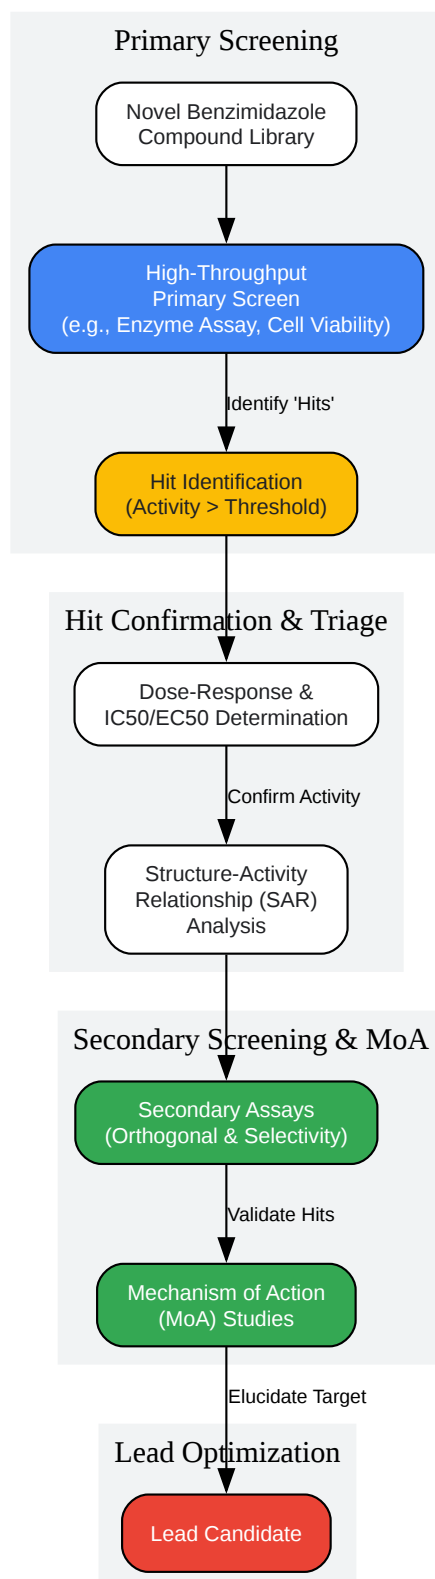 Primary Screening
Novel Benzimidazole
Compound Library
High-Throughput
Primary Screen
(e.g., Enzyme Assay, Cell Viability)
Identify 'Hits'
Hit Identification
(Activity > Threshold)
Hit Confirmation & Triage
Dose-Response &
IC50/EC50 Determination
Confirm Activity
Structure-Activity
Relationship (SAR)
Analysis
Secondary Screening & MoA
Secondary Assays
(Orthogonal & Selectivity)
Validate Hits
Mechanism of Action
(MoA) Studies
Elucidate Target
Lead Optimization
Lead Candidate